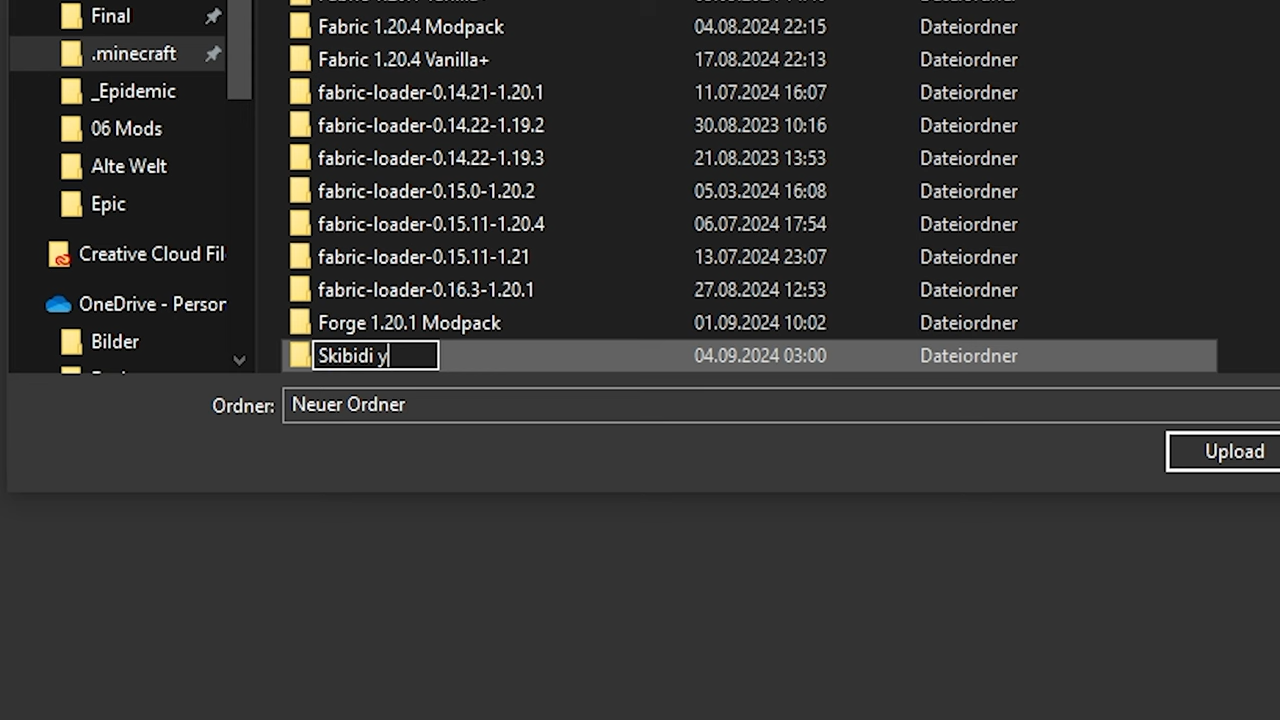 Final
.minecraft
_Epidemic
06 Mods
Alte Welt
Epic
Creative Cloud Fil
OneDrive - Person
Bilder
Fabric 1.20.4 Modpack 04.08.2024 22:15 Dateiordner
Fabric 1.20.4 Vanilla+ 17.08.2024 22:13 Dateiordner
fabric-loader-0.14.21-1.20.1 11.07.2024 16:07 Dateiordner
fabric-loader-0.14.22-1.19.2 30.08.2023 10:16 Dateiordner
fabric-loader-0.14.22-1.19.3 21.08.2023 13:53 Dateiordner
fabric-loader-0.15.0-1.20.2 05.03.2024 16:08 Dateiordner
fabric-loader-0.15.11-1.20.4 06.07.2024 17:54 Dateiordner
fabric-loader-0.15.11-1.21 13.07.2024 23:07 Dateiordner
fabric-loader-0.16.3-1.20.1 27.08.2024 12:53 Dateiordner
Forge 1.20.1 Modpack 01.09.2024 10:02 Dateiordner
Skibidi y 04.09.2024 03:00 Dateiordner
Ordner: Neuer Ordner
Upload